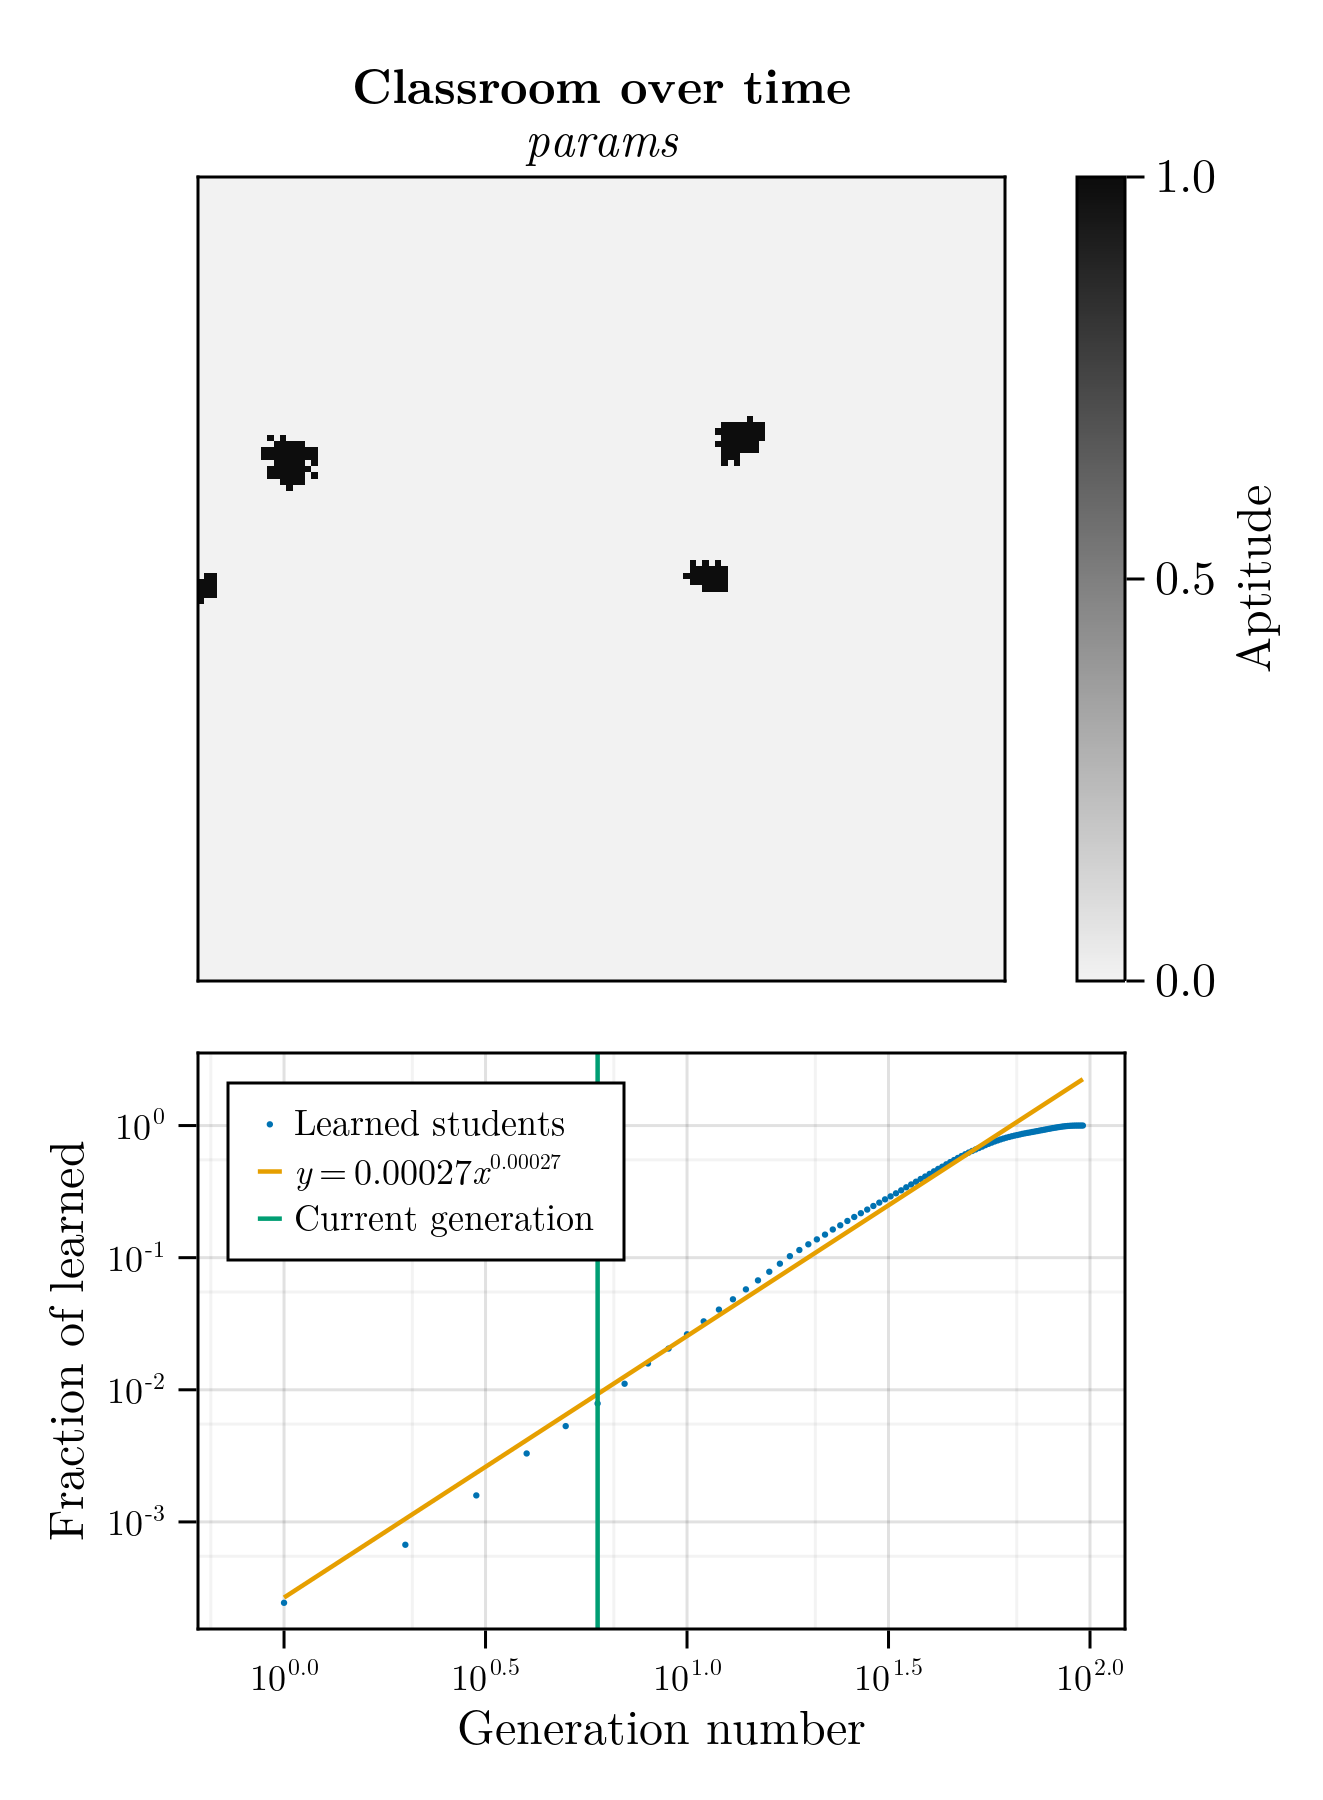 Classroom over time
params
1.0
0.5
0.0
Aptitude
Learned students
y = 0.00027x^0.00027
Current generation
10^0
10^-1
10^-2
10^-3
Fraction of learned
10^0.0 10^0.5 10^1.0 10^1.5 10^2.0
Generation number